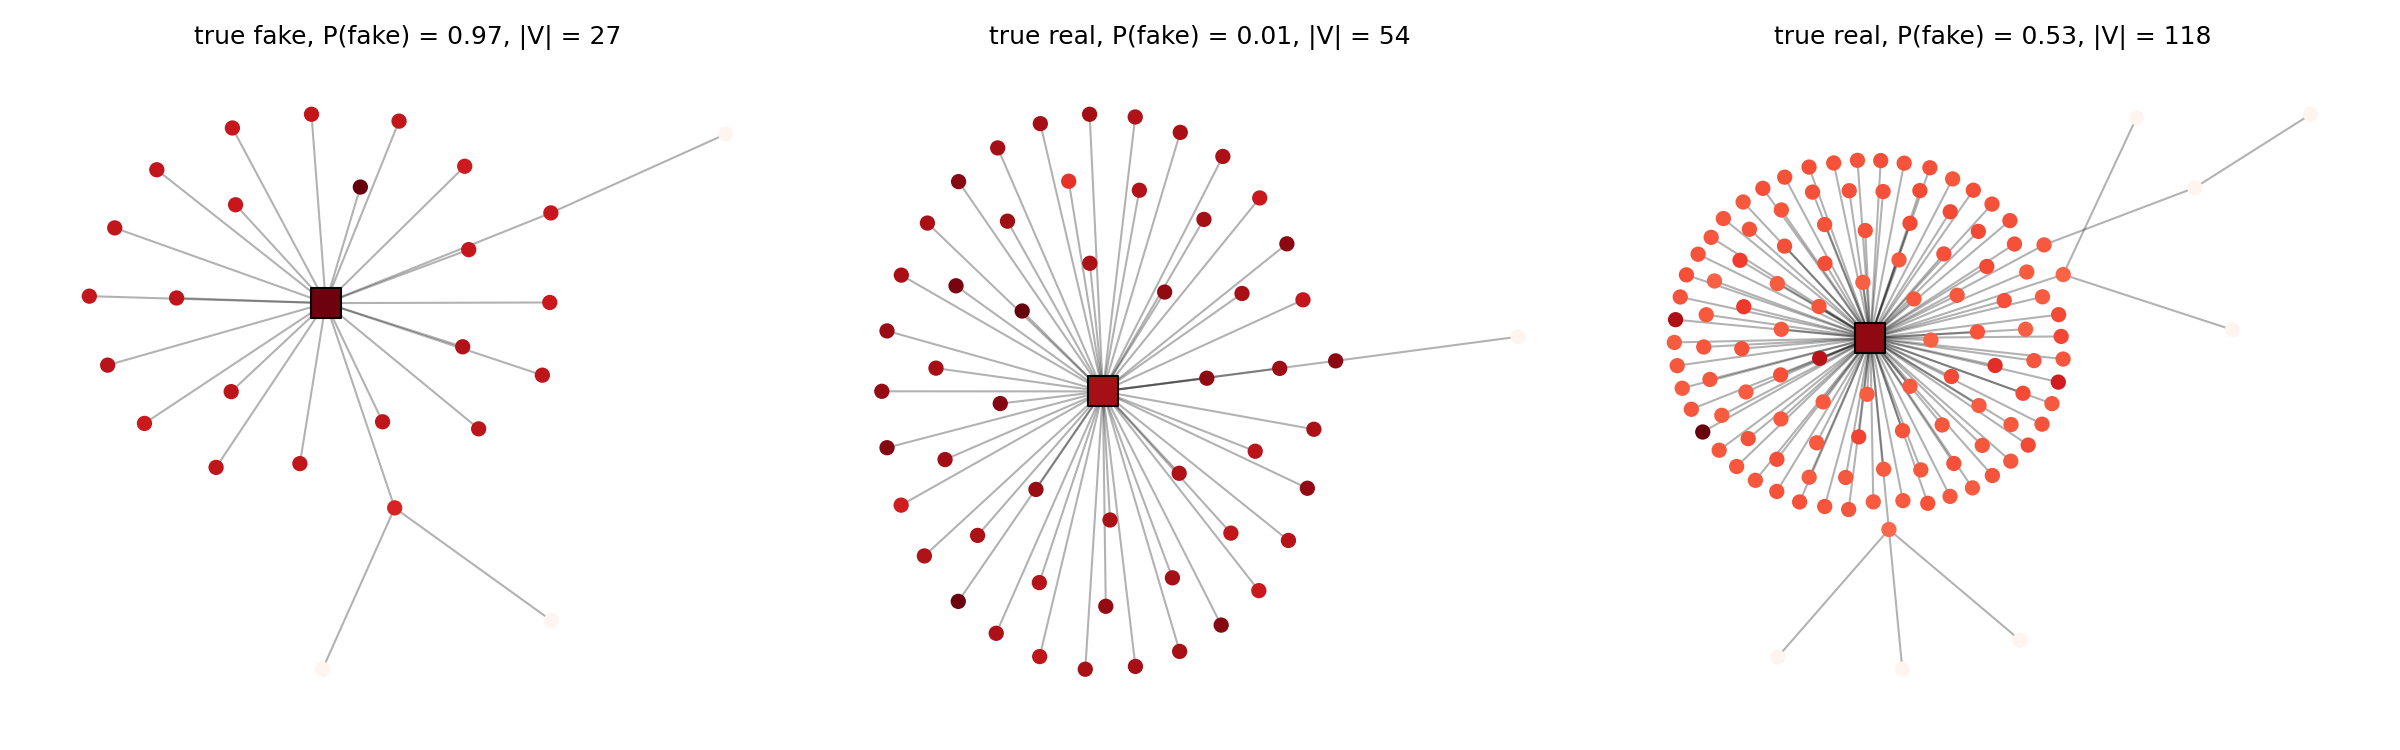 true fake, P(fake) = 0.97, |V| = 27
true real, P(fake) = 0.01, |V| = 54
true real, P(fake) = 0.53, |V| = 118